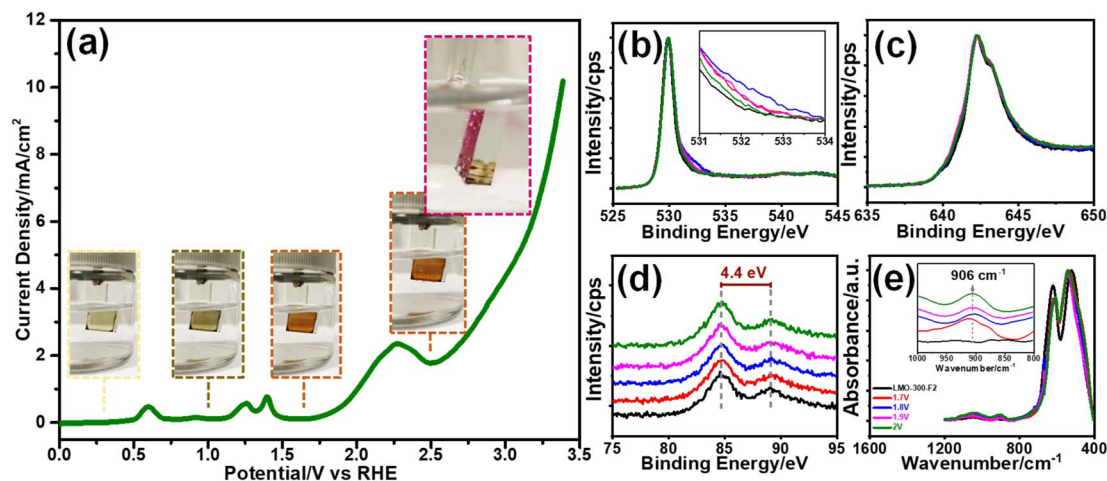 (a)
Current Density/mA/cm²
12
10
8
6
4
2
0
0.0 0.5 1.0 1.5 2.0 2.5 3.0 3.5
Potential/V vs RHE
(b)
Intensity/cps
531 532 533 534
525 530 535 540 545
Binding Energy/eV
(c)
Intensity/cps
635 640 645 650
Binding Energy/eV
(d)
4.4 eV
Intensity/cps
75 80 85 90 95
Binding Energy/eV
(e)
906 cm⁻¹
1000 950 900 850 800
Wavenumber/cm⁻¹
Absorbance/a.u.
LMO-300-F2
1.7V
1.8V
1.9V
2V
1600 1200 800 400
Wavenumber/cm⁻¹